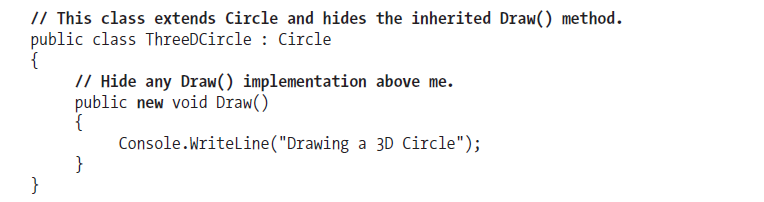 // This class extends Circle and hides the inherited Draw() method.
public class ThreeDCircle : Circle
{
// Hide any Draw() implementation above me.
public new void Draw()
{
Console.WriteLine("Drawing a 3D Circle");
}
}